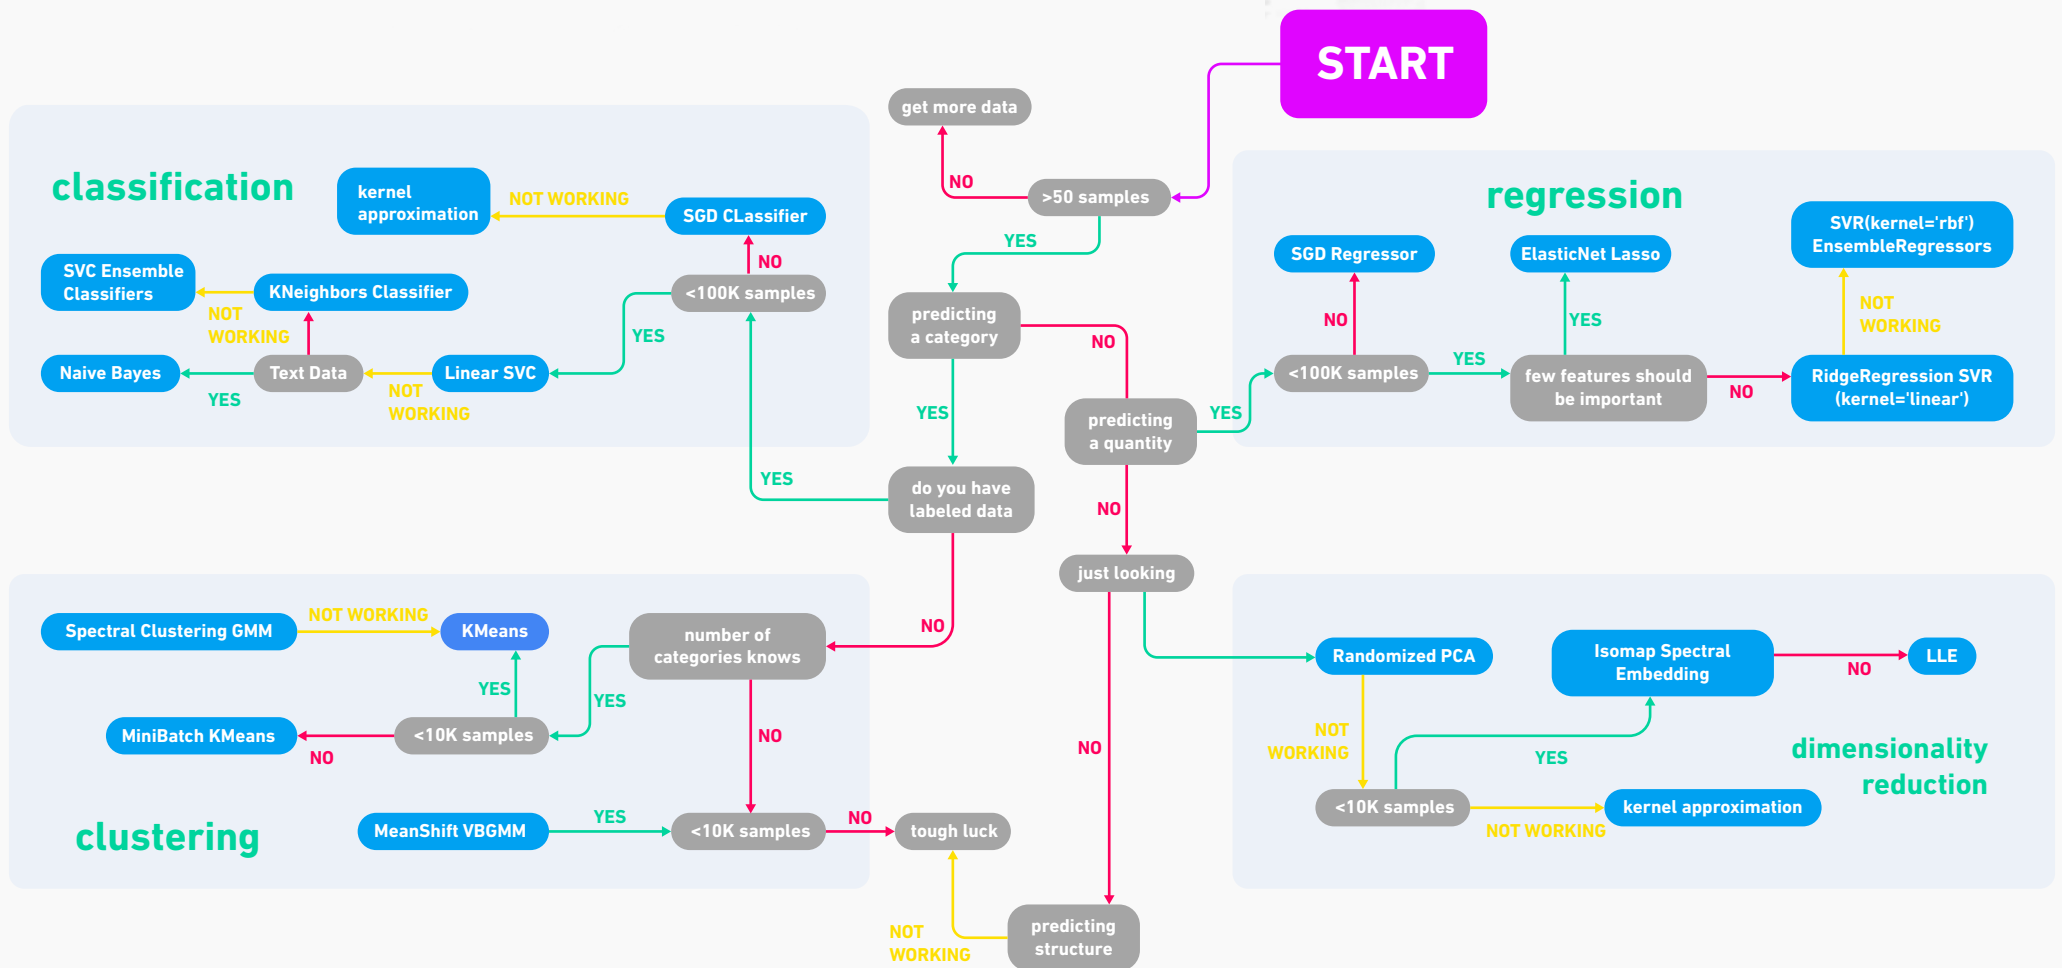 START
get more data
NO
>50 samples
YES
predicting
a category
NO
YES
predicting
a quantity
YES
NO
do you have
labeled data
YES
NO
just looking
NO
predicting
structure
NOT
WORKING
tough luck
classification
kernel
approximation
NOT WORKING
SGD CLassifier
NO
<100K samples
YES
SVC Ensemble
Classifiers
KNeighbors Classifier
NOT
WORKING
Naive Bayes
YES
Text Data
NOT
WORKING
Linear SVC
regression
SGD Regressor
NO
<100K samples
YES
ElasticNet Lasso
YES
few features should
be important
NO
SVR(kernel='rbf')
EnsembleRegressors
NOT
WORKING
RidgeRegression SVR
(kernel='linear')
clustering
Spectral Clustering GMM
NOT WORKING
KMeans
number of
categories knows
YES
YES
MiniBatch KMeans
NO
<10K samples
NO
MeanShift VBGMM
YES
<10K samples
NO
dimensionality
reduction
Randomized PCA
NOT
WORKING
Isomap Spectral
Embedding
NO
LLE
YES
<10K samples
NOT WORKING
kernel approximation